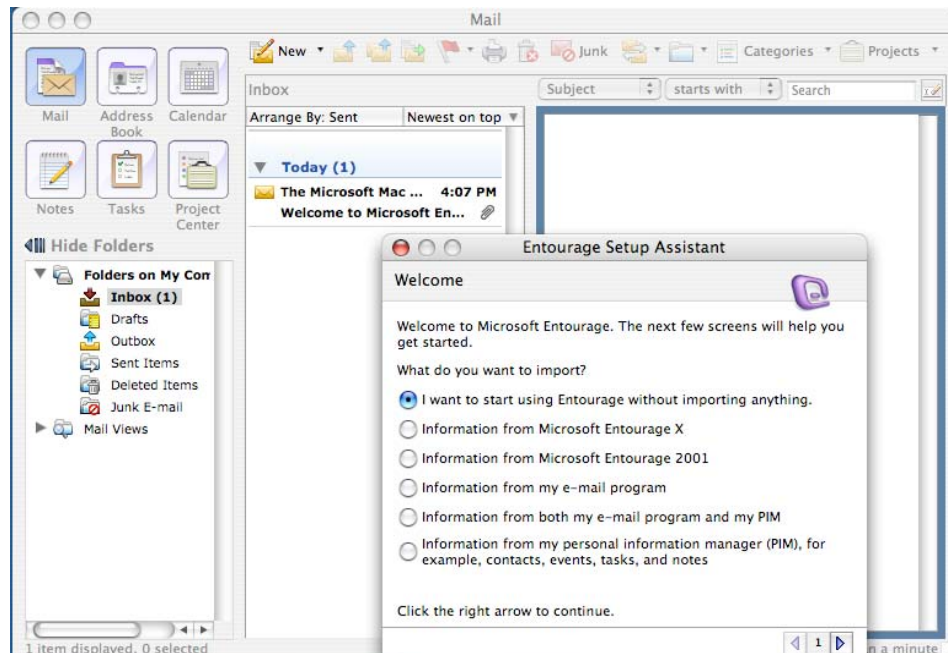 Mail
New
Junk
Categories
Projects
Mail
Address Book
Calendar
Notes
Tasks
Project Center
Hide Folders
Folders on My Com
Inbox (1)
Drafts
Outbox
Sent Items
Deleted Items
Junk E-mail
Mail Views
1 item displayed, 0 selected
Inbox
Subject
starts with
Search
Arrange By: Sent
Newest on top
Today (1)
The Microsoft Mac ... 4:07 PM
Welcome to Microsoft En...
Entourage Setup Assistant
Welcome
Welcome to Microsoft Entourage. The next few screens will help you
get started.
What do you want to import?
I want to start using Entourage without importing anything.
Information from Microsoft Entourage X
Information from Microsoft Entourage 2001
Information from my e-mail program
Information from both my e-mail program and my PIM
Information from my personal information manager (PIM), for
example, contacts, events, tasks, and notes
Click the right arrow to continue.
1
n a minute